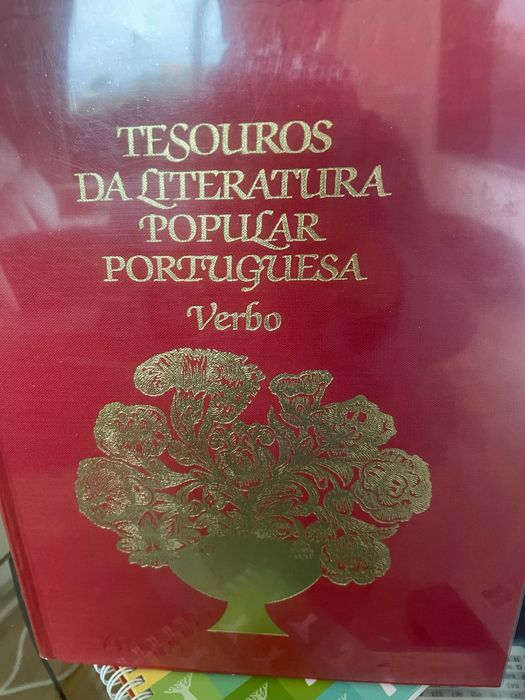 TESOUROS
DA LITERATURA
POPULAR
PORTUGUESA
Verbo